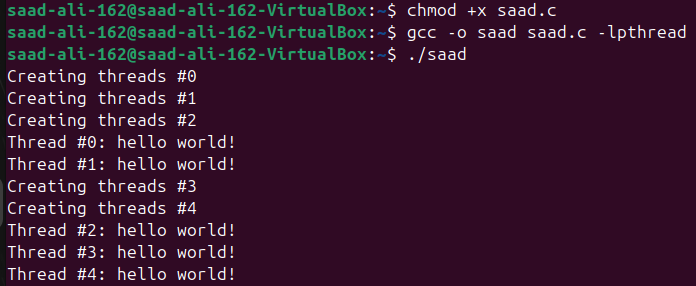 saad-ali-162@saad-ali-162-VirtualBox:~$ chmod +x saad.c
saad-ali-162@saad-ali-162-VirtualBox:~$ gcc -o saad saad.c -lpthread
saad-ali-162@saad-ali-162-VirtualBox:~$ ./saad
Creating threads #0
Creating threads #1
Creating threads #2
Thread #0: hello world!
Thread #1: hello world!
Creating threads #3
Creating threads #4
Thread #2: hello world!
Thread #3: hello world!
Thread #4: hello world!